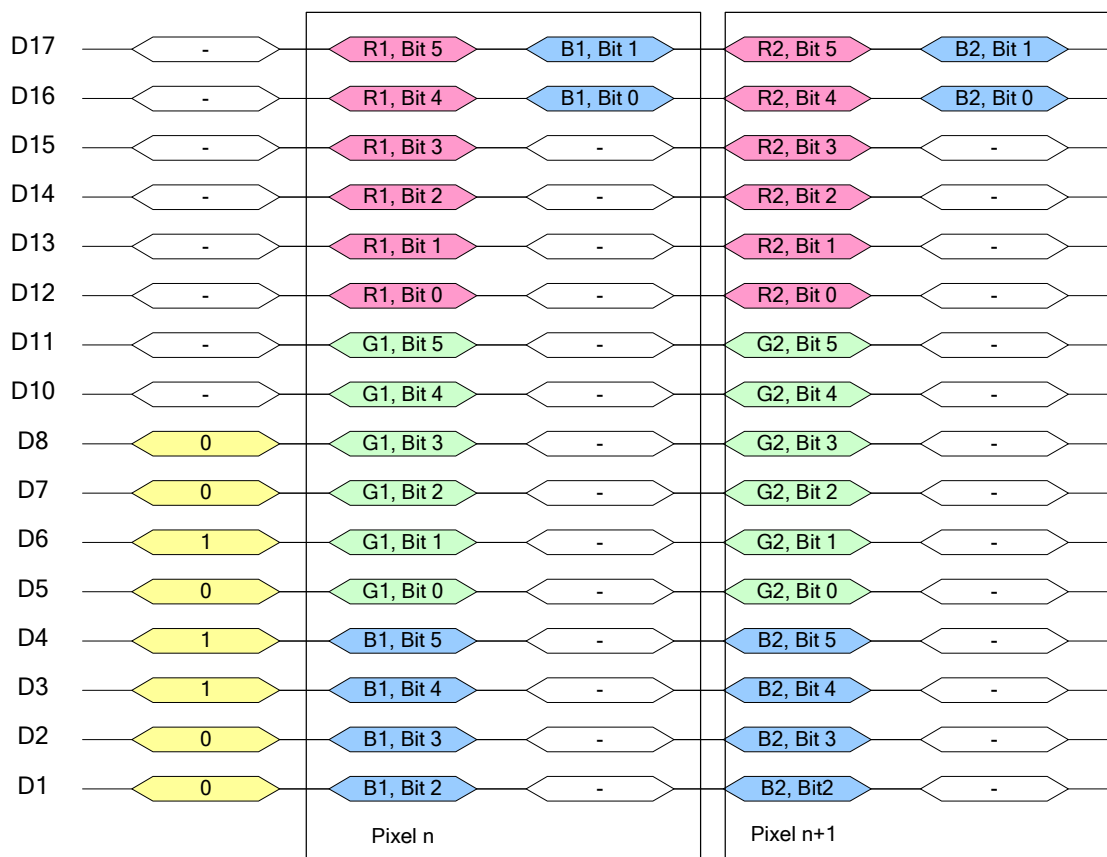 D17 - R1, Bit 5 B1, Bit 1 R2, Bit 5 B2, Bit 1
D16 - R1, Bit 4 B1, Bit 0 R2, Bit 4 B2, Bit 0
D15 - R1, Bit 3 - R2, Bit 3 -
D14 - R1, Bit 2 - R2, Bit 2 -
D13 - R1, Bit 1 - R2, Bit 1 -
D12 - R1, Bit 0 - R2, Bit 0 -
D11 - G1, Bit 5 - G2, Bit 5 -
D10 - G1, Bit 4 - G2, Bit 4 -
D8 0 G1, Bit 3 - G2, Bit 3 -
D7 0 G1, Bit 2 - G2, Bit 2 -
D6 1 G1, Bit 1 - G2, Bit 1 -
D5 0 G1, Bit 0 - G2, Bit 0 -
D4 1 B1, Bit 5 - B2, Bit 5 -
D3 1 B1, Bit 4 - B2, Bit 4 -
D2 0 B1, Bit 3 - B2, Bit 3 -
D1 0 B1, Bit 2 - B2, Bit2 -
Pixel n Pixel n+1